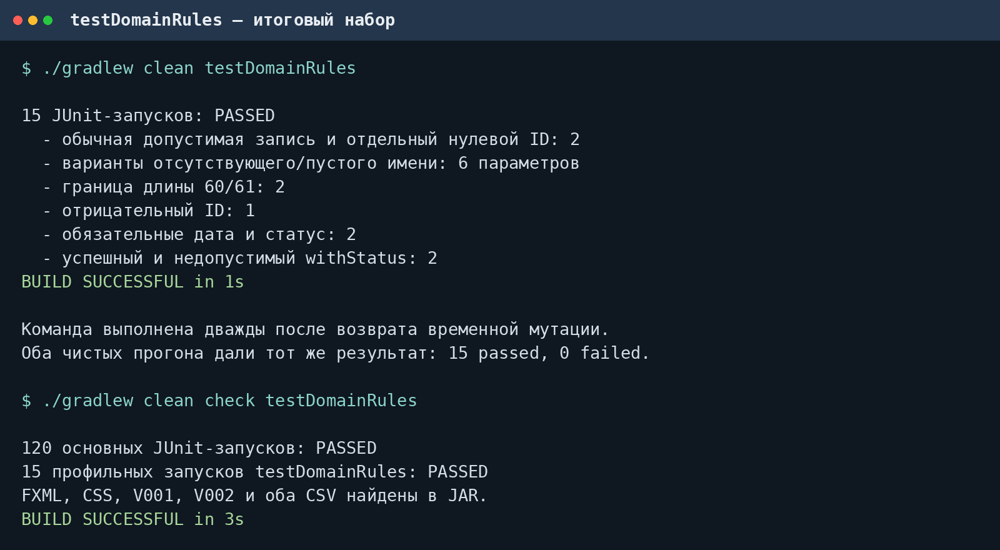 testDomainRules — итоговый набор
$ ./gradlew clean testDomainRules
15 JUnit-запусков: PASSED
- обычная допустимая запись и отдельный нулевой ID: 2
- варианты отсутствующего/пустого имени: 6 параметров
- граница длины 60/61: 2
- отрицательный ID: 1
- обязательные дата и статус: 2
- успешный и недопустимый withStatus: 2
BUILD SUCCESSFUL in 1s
Команда выполнена дважды после возврата временной мутации.
Оба чистых прогона дали тот же результат: 15 passed, 0 failed.
$ ./gradlew clean check testDomainRules
120 основных JUnit-запусков: PASSED
15 профильных запусков testDomainRules: PASSED
FXML, CSS, V001, V002 и оба CSV найдены в JAR.
BUILD SUCCESSFUL in 3s